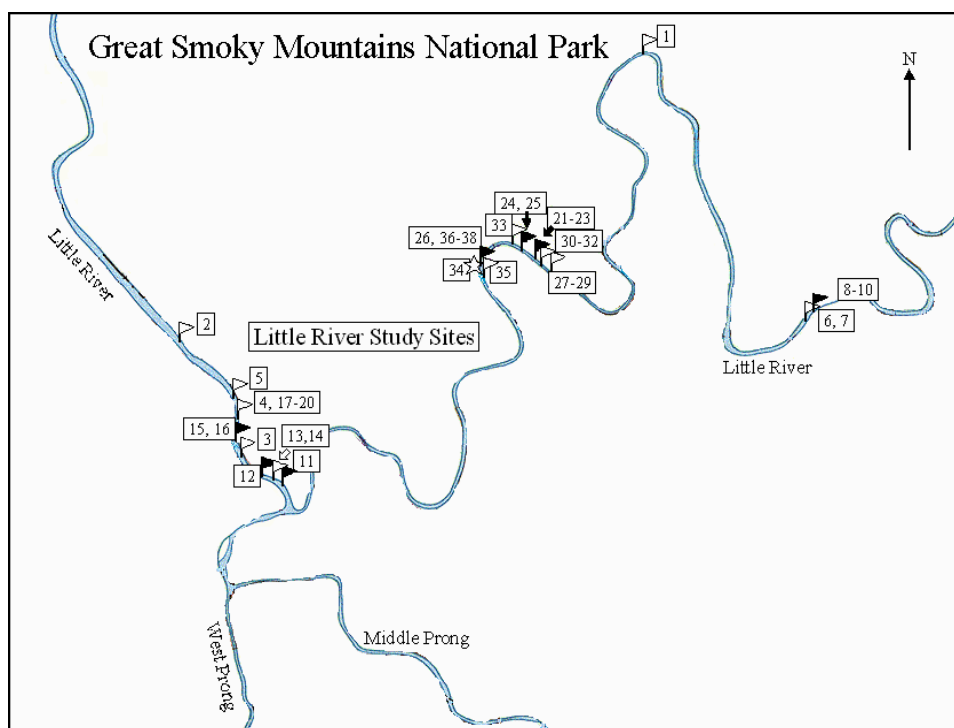 Great Smoky Mountains National Park
1
N
24, 25
21-23
33
26, 36-38
30-32
34
35
27-29
8-10
6, 7
Little River
Little River
2
Little River Study Sites
5
4, 17-20
15, 16
3
13,14
11
12
West Prong
Middle Prong